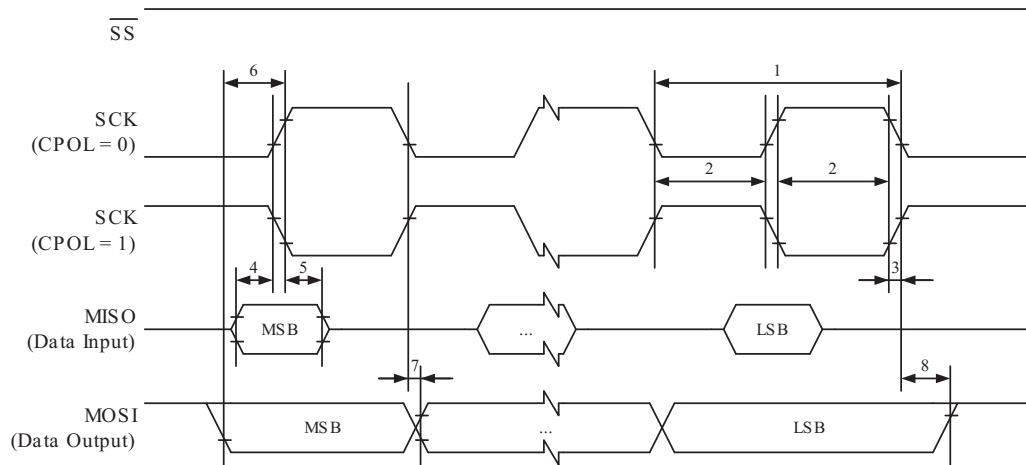 SS
6
1
SCK
(CPOL = 0)
2
2
SCK
(CPOL = 1)
4
5
3
MISO
(Data Input)
MSB
...
LSB
7
8
MOSI
(Data Output)
MSB
...
LSB